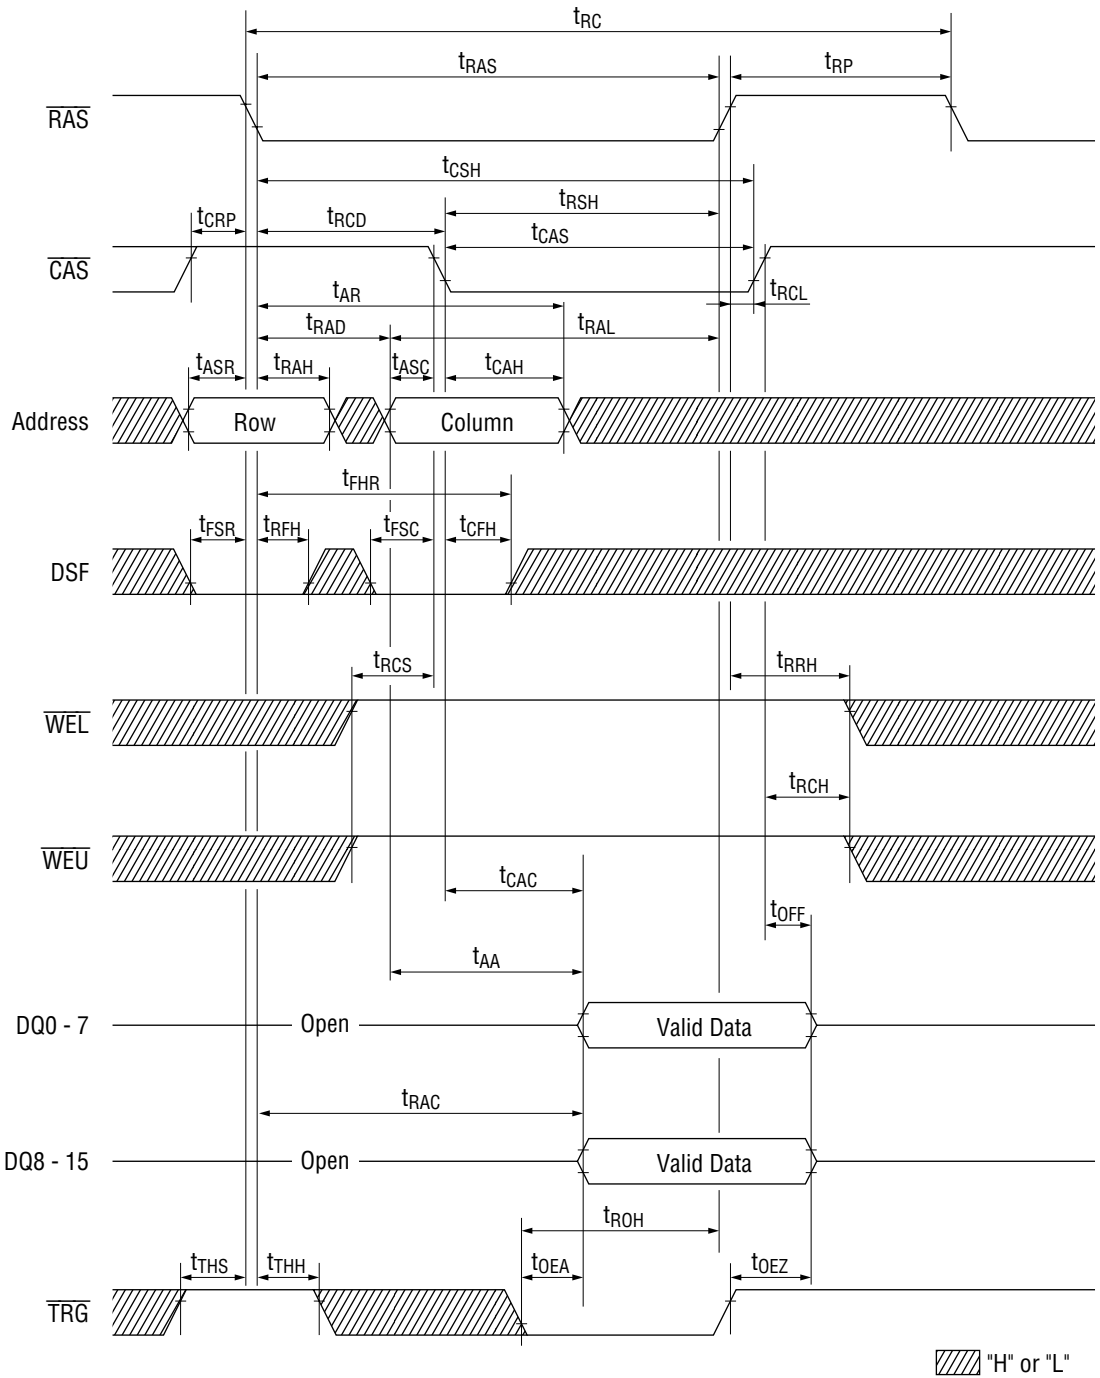 tRC
tRAS
tRP
RAS
tCSH
tRSH
tCRP
tRCD
tCAS
CAS
tAR
tRCL
tRAD
tRAL
tASR
tRAH
tASC
tCAH
Address
Row
Column
tFHR
tFSR
tRFH
tFSC
tCFH
DSF
tRCS
tRRH
WEL
tRCH
WEU
tCAC
tOFF
tAA
DQ0 - 7
Open
Valid Data
tRAC
DQ8 - 15
Open
Valid Data
tROH
tTHS
tTHH
tOEA
tOEZ
TRG
"H" or "L"